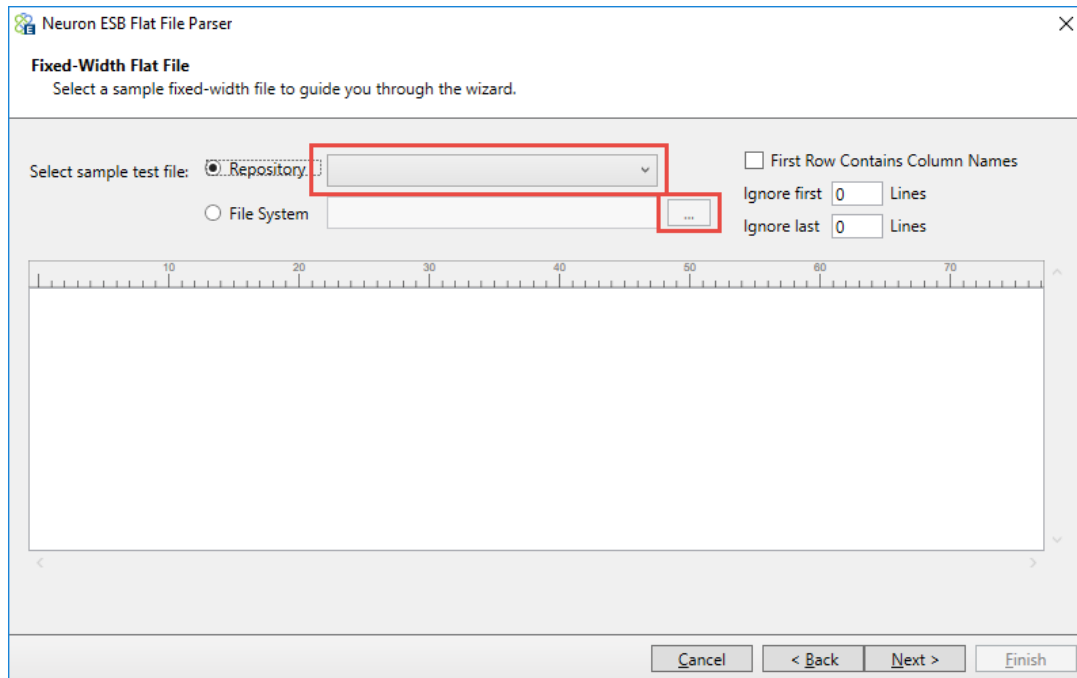 Neuron ESB Flat File Parser
Fixed-Width Flat File
Select a sample fixed-width file to guide you through the wizard.
Select sample test file: Repository
First Row Contains Column Names
Ignore first 0 Lines
File System ...
Ignore last 0 Lines
10 20 30 40 50 60 70
Cancel < Back Next > Finish